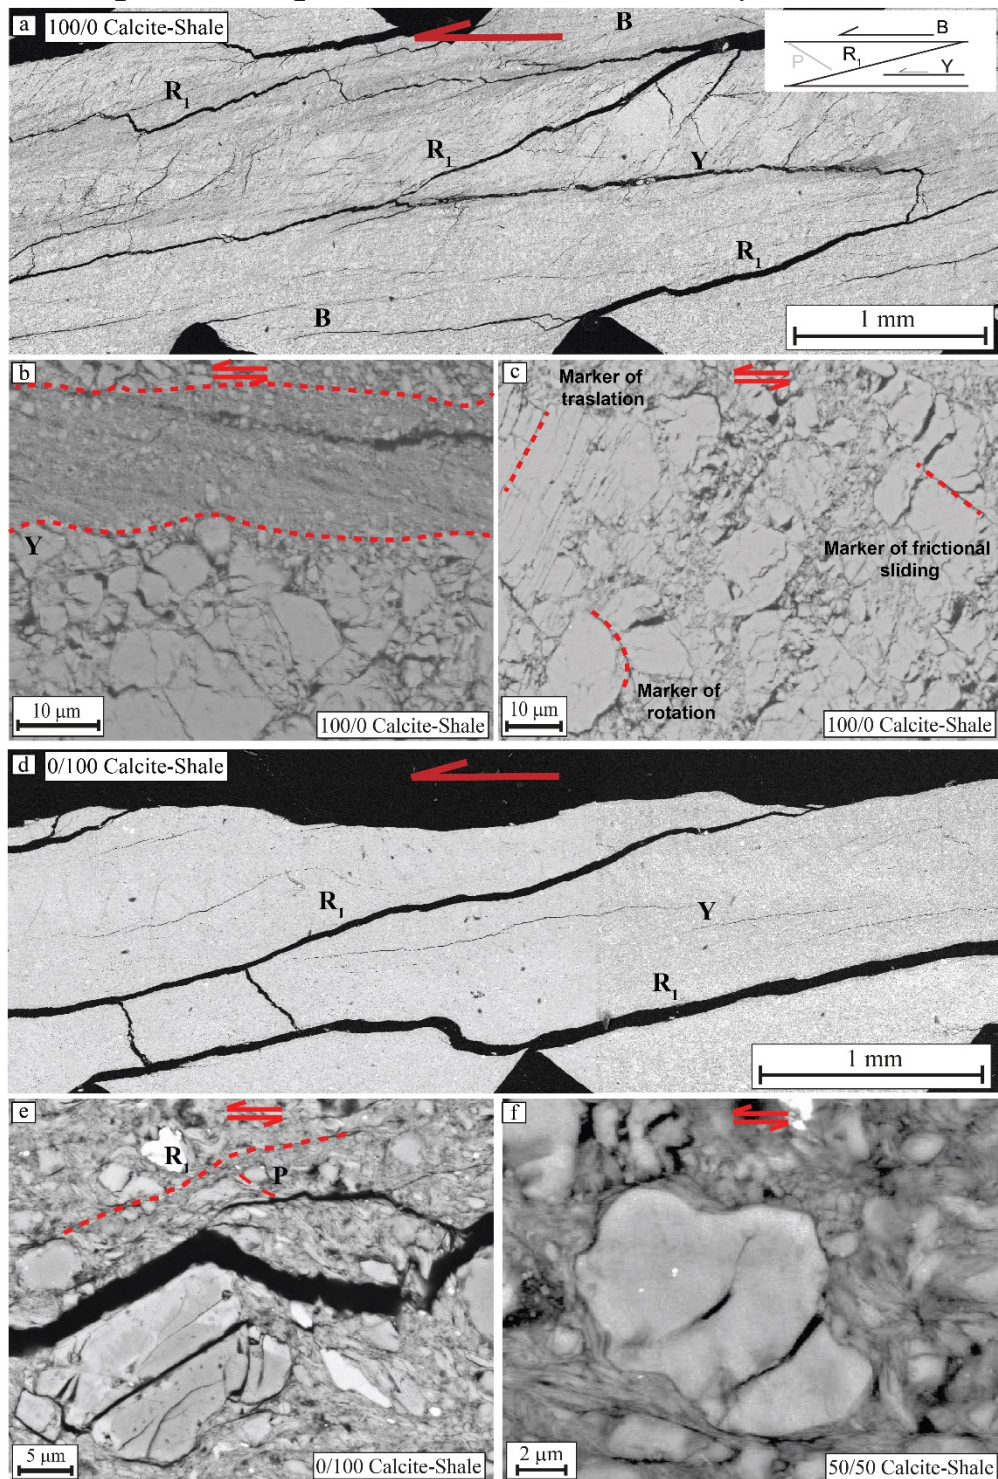 a 100/0 Calcite-Shale
B
B
P
R1
Y
R1
R1
Y
R1
B
1 mm
b
Y
10 µm
100/0 Calcite-Shale
c
Marker of
traslation
Marker of frictional
sliding
Marker of
rotation
10 µm
100/0 Calcite-Shale
d 0/100 Calcite-Shale
R1
Y
R1
1 mm
e
R1
P
5 µm
0/100 Calcite-Shale
f
2 µm
50/50 Calcite-Shale